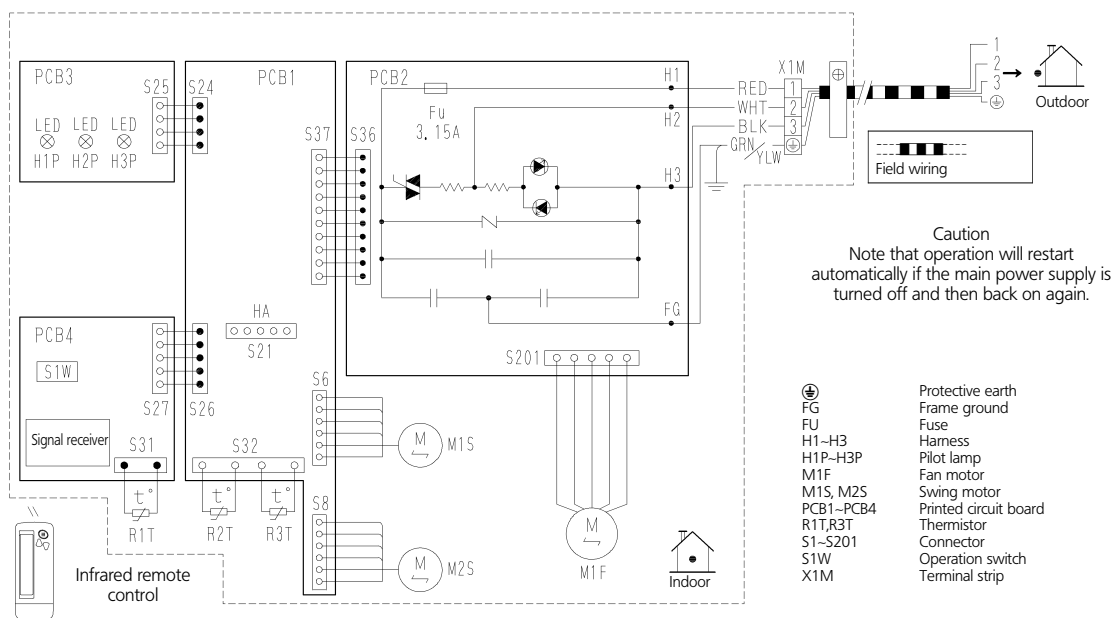 PCB3
S25
S24
PCB1
PCB2
LED LED LED
H1P H2P H3P
S37
S36
Fu
3.15A
H1
H2
H3
FG
RED
WHT
BLK
GRN
YLW
X1M
1
2
3
1
2
3
Outdoor
Field wiring
Caution
Note that operation will restart
automatically if the main power supply is
turned off and then back on again.
PCB4
S1W
Signal receiver
S27
S26
HA
S21
S31
S32
t°
t°
t°
R1T
R2T
R3T
S6
M
M1S
S8
M
M2S
S201
M
M1F
Indoor
Infrared remote
control
Protective earth
FG Frame ground
FU Fuse
H1~H3 Harness
H1P~H3P Pilot lamp
M1F Fan motor
M1S, M2S Swing motor
PCB1~PCB4 Printed circuit board
R1T,R3T Thermistor
S1~S201 Connector
S1W Operation switch
X1M Terminal strip